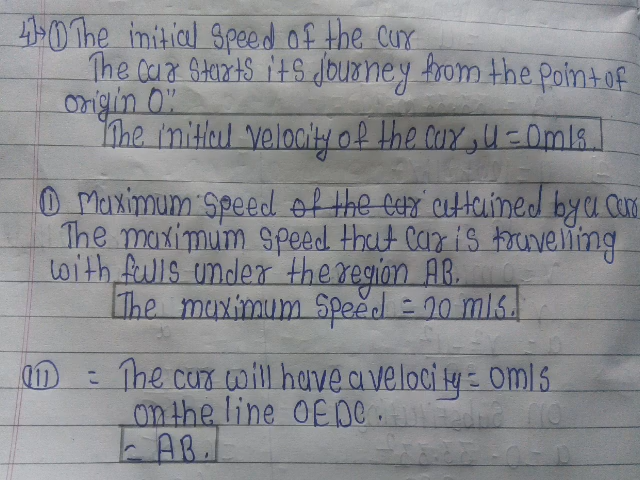 4) → ① The initial speed of the car
The car starts its journey from the point of
origin O".
The initial velocity of the car, u = 0m/s.
① Maximum speed of the car attained by a car
The maximum speed that car is travelling
with falls under the region AB.
The maximum speed = 20 m/s.
(iii) = The car will have a velocity = 0m/s
on the line OEDC.
= AB.